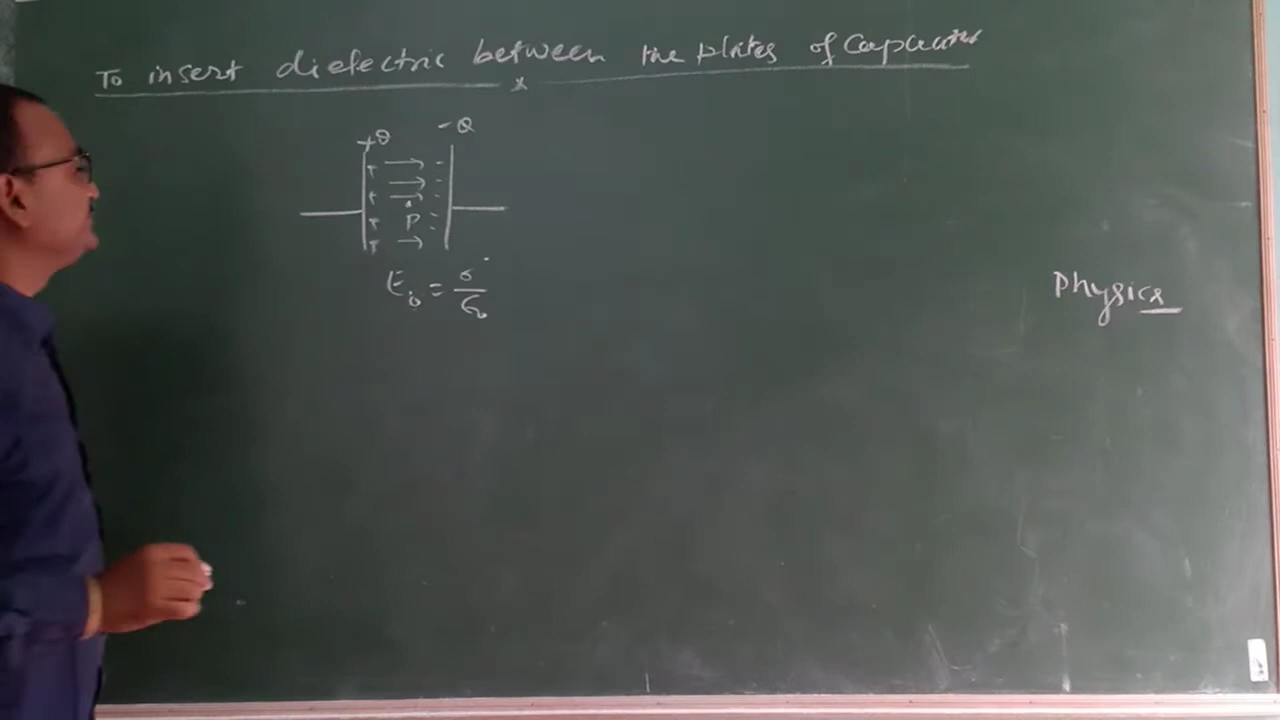 To insert dielectric between the plates of Capacitor
+Q -Q
+ → -
+ → -
+ → -
+ P -
+ → -
E₀ = σ/ε₀
Physics